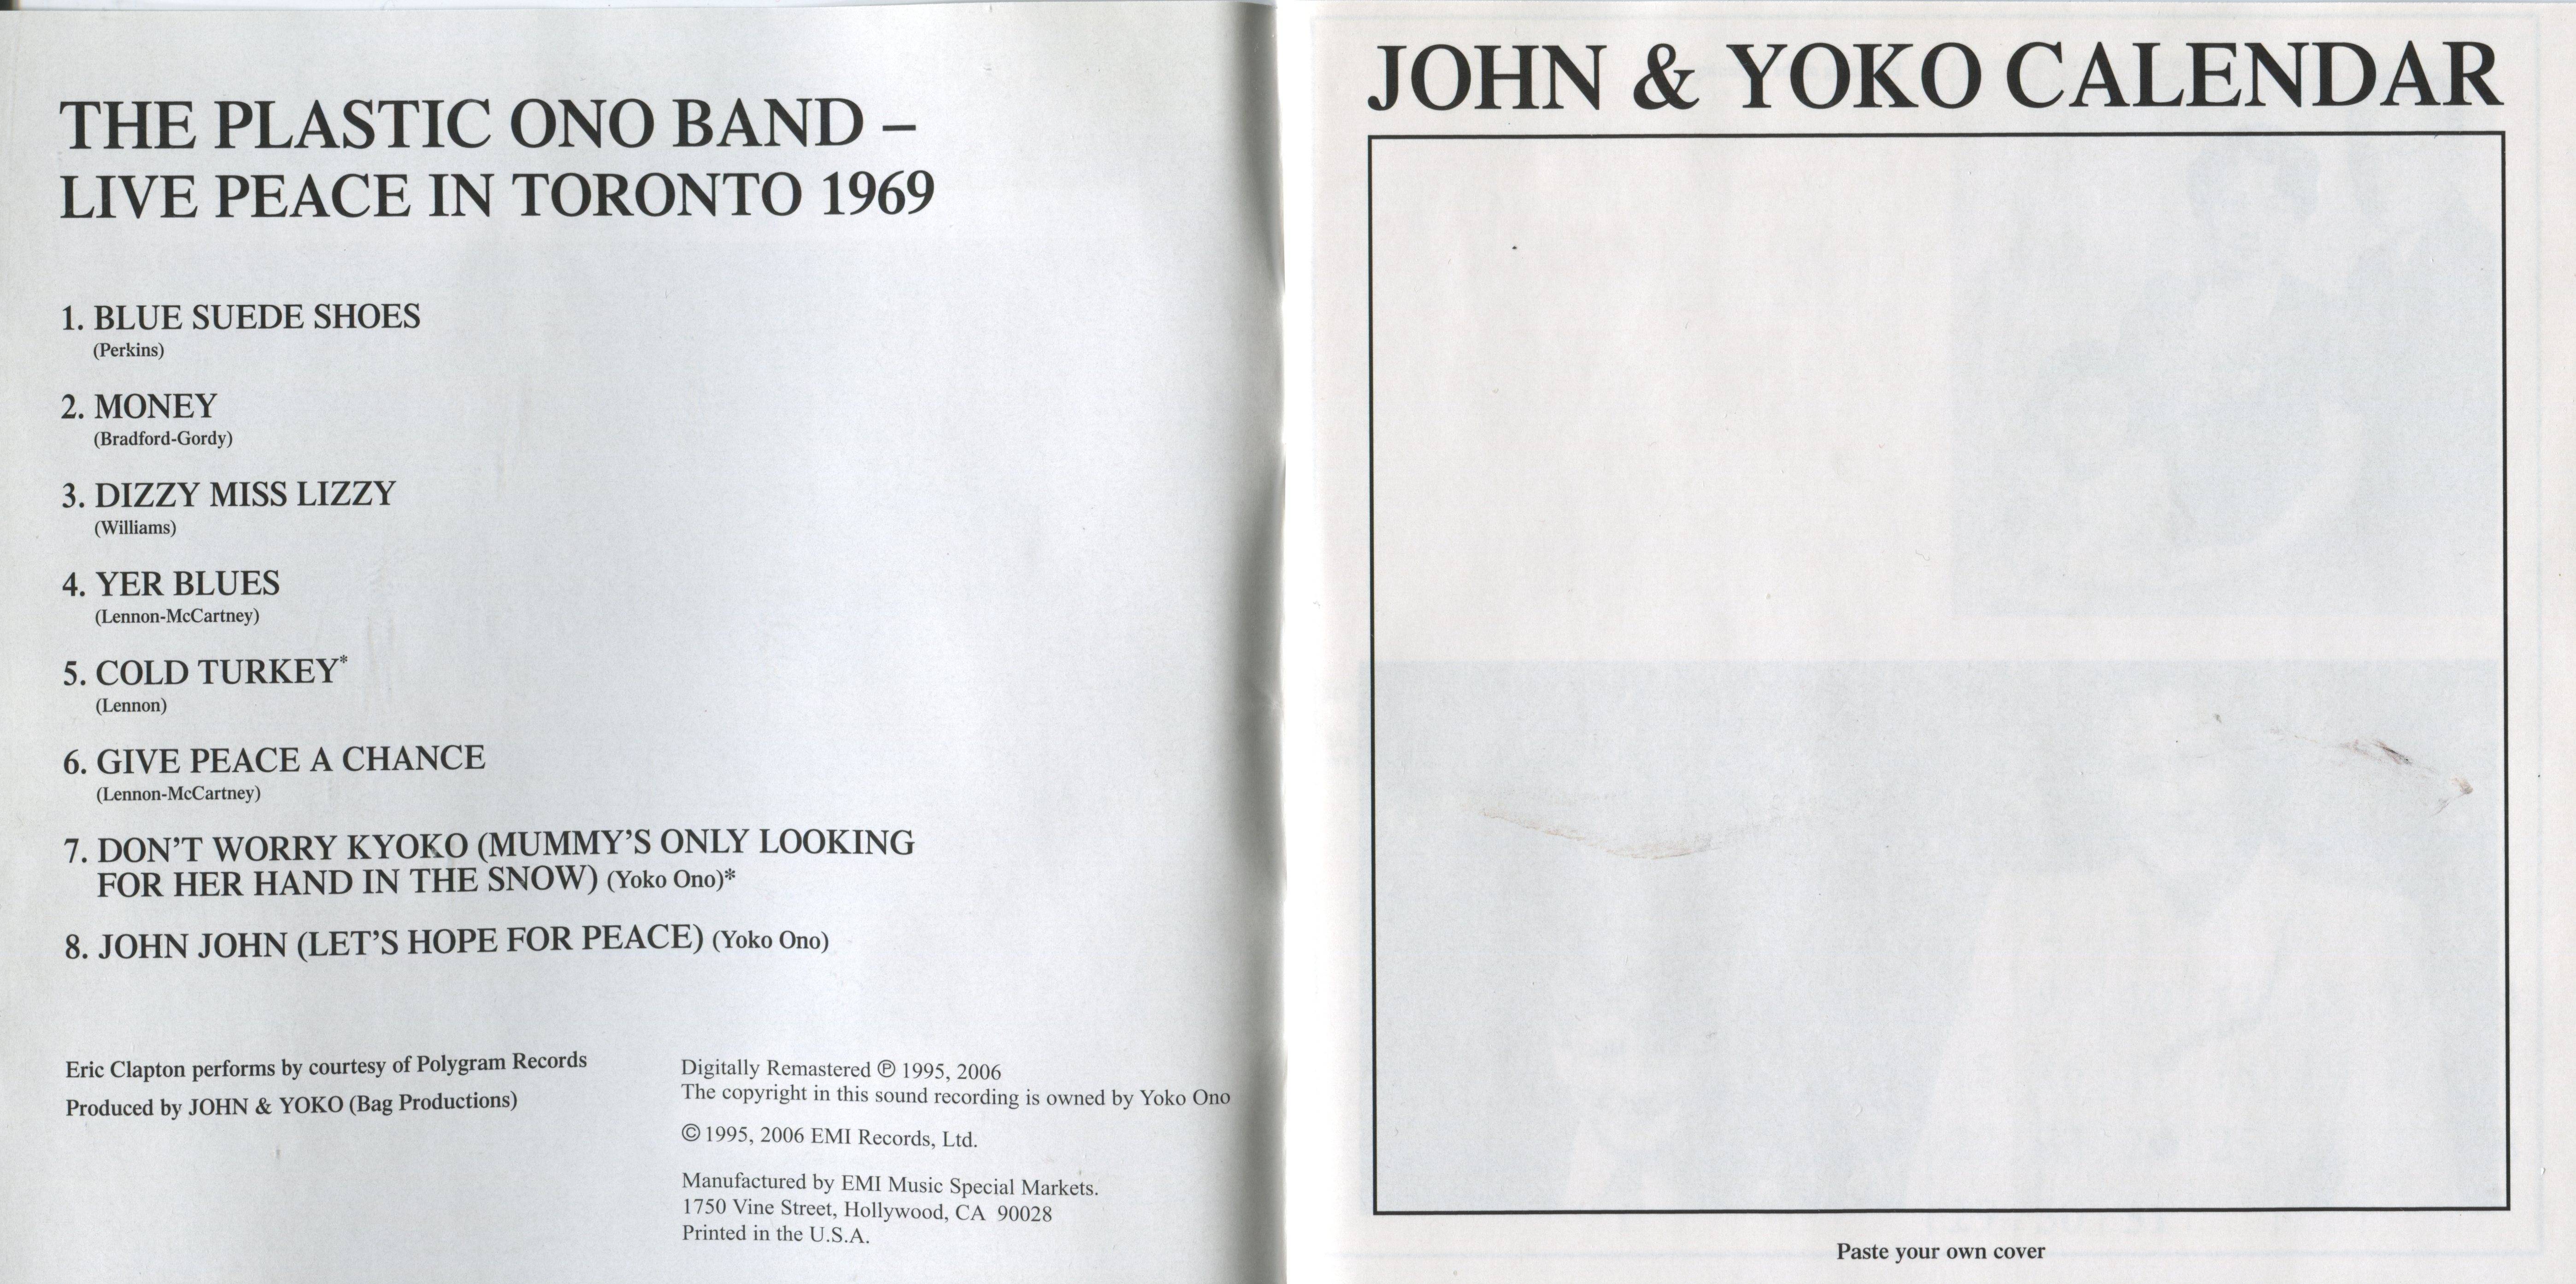 THE PLASTIC ONO BAND –
LIVE PEACE IN TORONTO 1969
1. BLUE SUEDE SHOES
(Perkins)
2. MONEY
(Bradford-Gordy)
3. DIZZY MISS LIZZY
(Williams)
4. YER BLUES
(Lennon-McCartney)
5. COLD TURKEY*
(Lennon)
6. GIVE PEACE A CHANCE
(Lennon-McCartney)
7. DON'T WORRY KYOKO (MUMMY'S ONLY LOOKING
FOR HER HAND IN THE SNOW) (Yoko Ono)*
8. JOHN JOHN (LET'S HOPE FOR PEACE) (Yoko Ono)
Eric Clapton performs by courtesy of Polygram Records
Produced by JOHN & YOKO (Bag Productions)
Digitally Remastered ℗ 1995, 2006
The copyright in this sound recording is owned by Yoko Ono
© 1995, 2006 EMI Records, Ltd.
Manufactured by EMI Music Special Markets.
1750 Vine Street, Hollywood, CA 90028
Printed in the U.S.A.
JOHN & YOKO CALENDAR
Paste your own cover